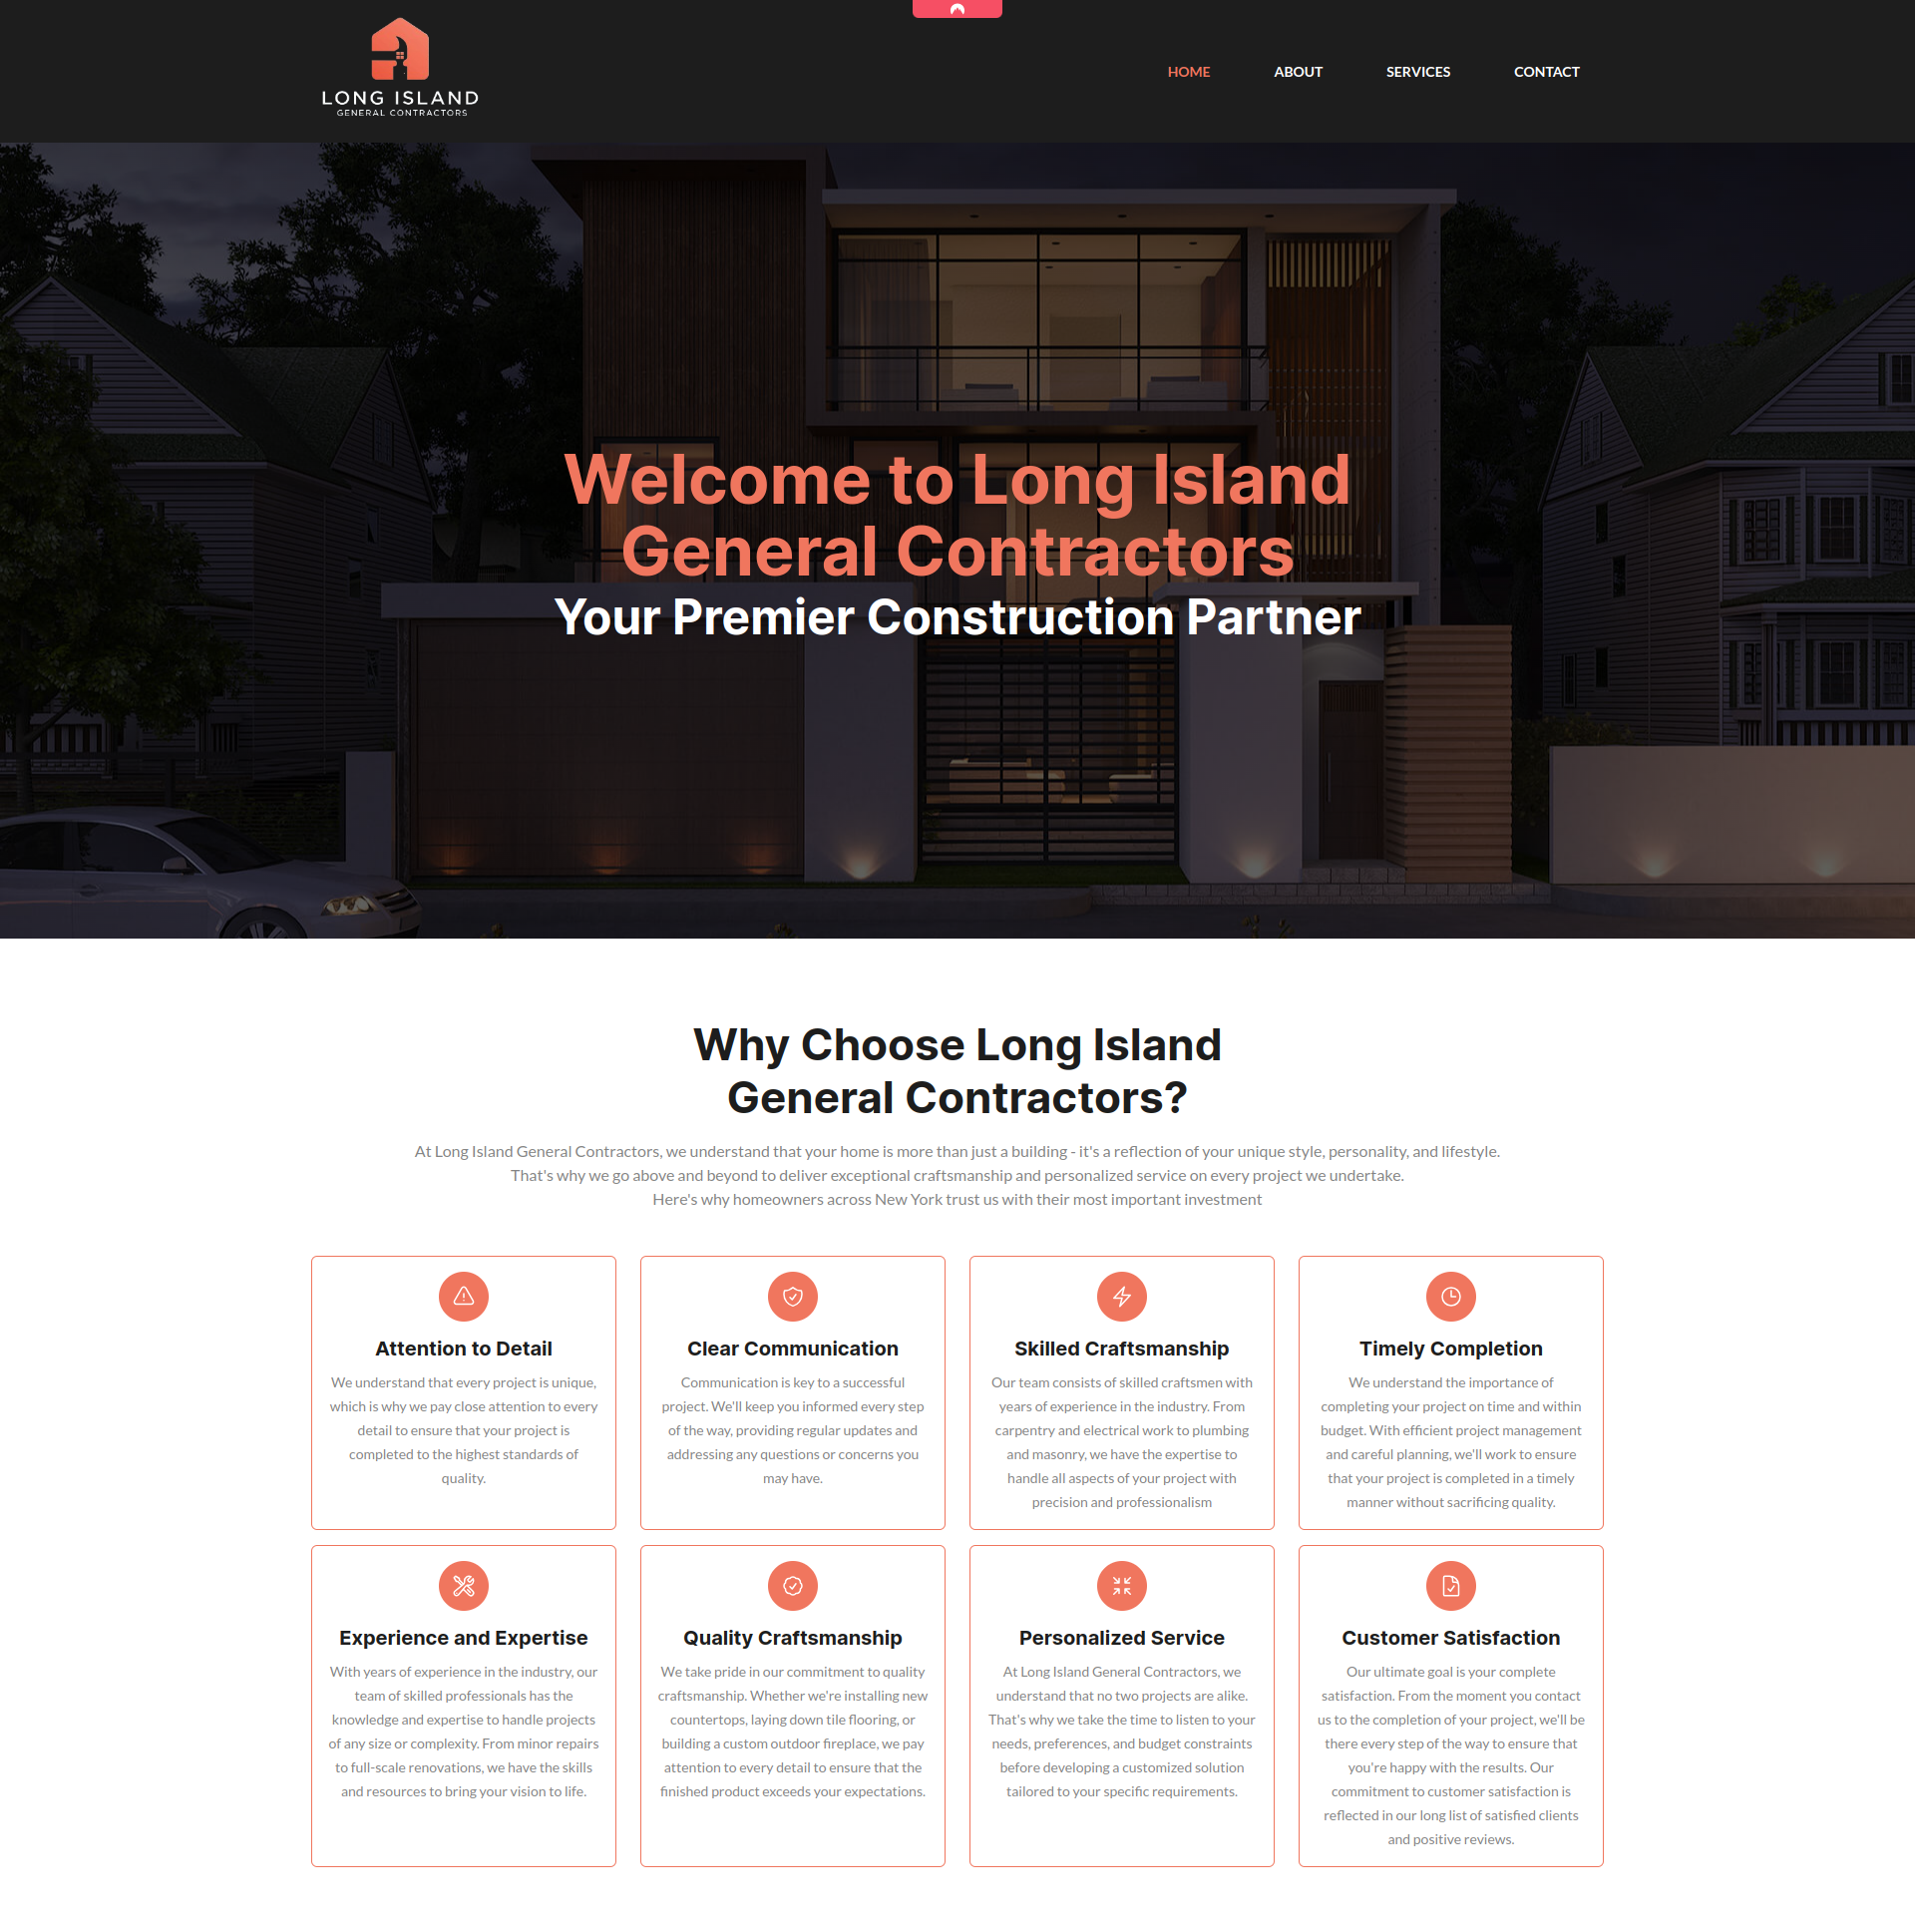 LONG ISLAND
GENERAL CONTRACTORS
HOME
ABOUT
SERVICES
CONTACT
Welcome to Long Island
General Contractors
Your Premier Construction Partner
Why Choose Long Island
General Contractors?
At Long Island General Contractors, we understand that your home is more than just a building - it's a reflection of your unique style, personality, and lifestyle.
That's why we go above and beyond to deliver exceptional craftsmanship and personalized service on every project we undertake.
Here's why homeowners across New York trust us with their most important investment
Attention to Detail
We understand that every project is unique,
which is why we pay close attention to every
detail to ensure that your project is
completed to the highest standards of
quality.
Clear Communication
Communication is key to a successful
project. We'll keep you informed every step
of the way, providing regular updates and
addressing any questions or concerns you
may have.
Skilled Craftsmanship
Our team consists of skilled craftsmen with
years of experience in the industry. From
carpentry and electrical work to plumbing
and masonry, we have the expertise to
handle all aspects of your project with
precision and professionalism
Timely Completion
We understand the importance of
completing your project on time and within
budget. With efficient project management
and careful planning, we'll work to ensure
that your project is completed in a timely
manner without sacrificing quality.
Experience and Expertise
With years of experience in the industry, our
team of skilled professionals has the
knowledge and expertise to handle projects
of any size or complexity. From minor repairs
to full-scale renovations, we have the skills
and resources to bring your vision to life.
Quality Craftsmanship
We take pride in our commitment to quality
craftsmanship. Whether we're installing new
countertops, laying down tile flooring, or
building a custom outdoor fireplace, we pay
attention to every detail to ensure that the
finished product exceeds your expectations.
Personalized Service
At Long Island General Contractors, we
understand that no two projects are alike.
That's why we take the time to listen to your
needs, preferences, and budget constraints
before developing a customized solution
tailored to your specific requirements.
Customer Satisfaction
Our ultimate goal is your complete
satisfaction. From the moment you contact
us to the completion of your project, we'll be
there every step of the way to ensure that
you're happy with the results. Our
commitment to customer satisfaction is
reflected in our long list of satisfied clients
and positive reviews.